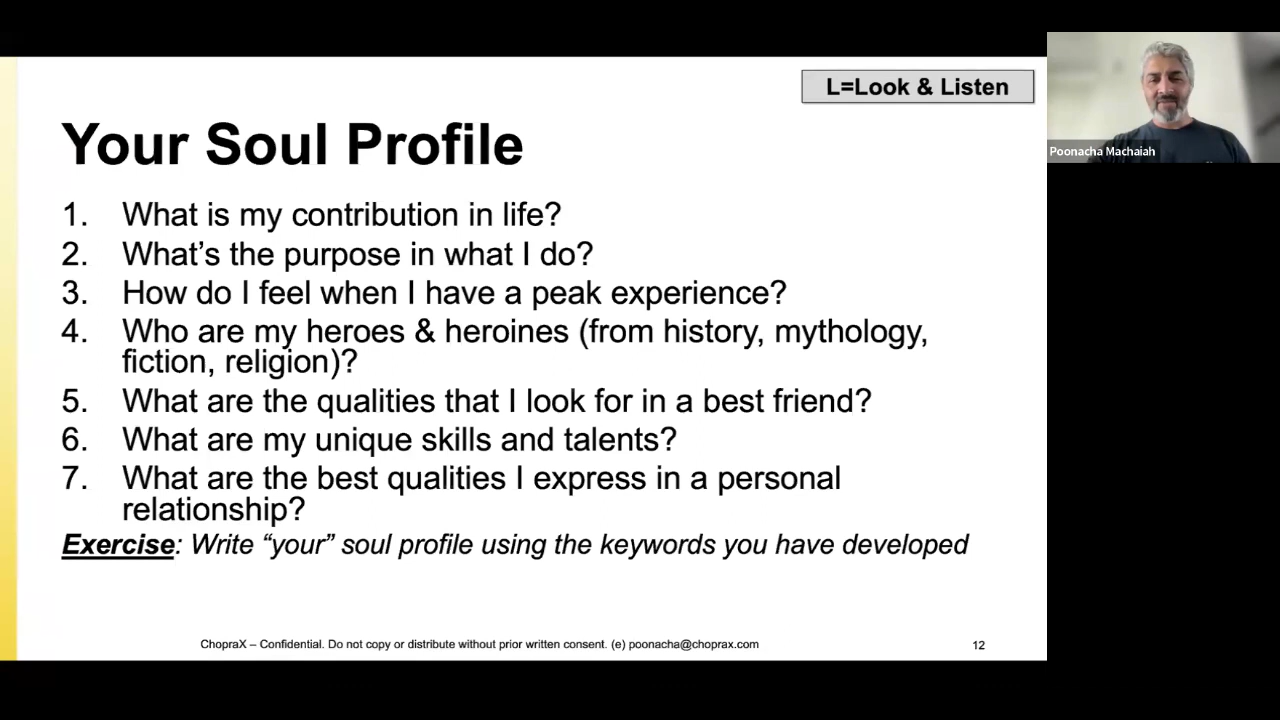 L=Look & Listen
Your Soul Profile
1. What is my contribution in life?
2. What’s the purpose in what I do?
3. How do I feel when I have a peak experience?
4. Who are my heroes & heroines (from history, mythology,
fiction, religion)?
5. What are the qualities that I look for in a best friend?
6. What are my unique skills and talents?
7. What are the best qualities I express in a personal
relationship?
Exercise: Write “your” soul profile using the keywords you have developed
ChopraX – Confidential. Do not copy or distribute without prior written consent. (e) poonacha@choprax.com
12
Poonacha Machaiah